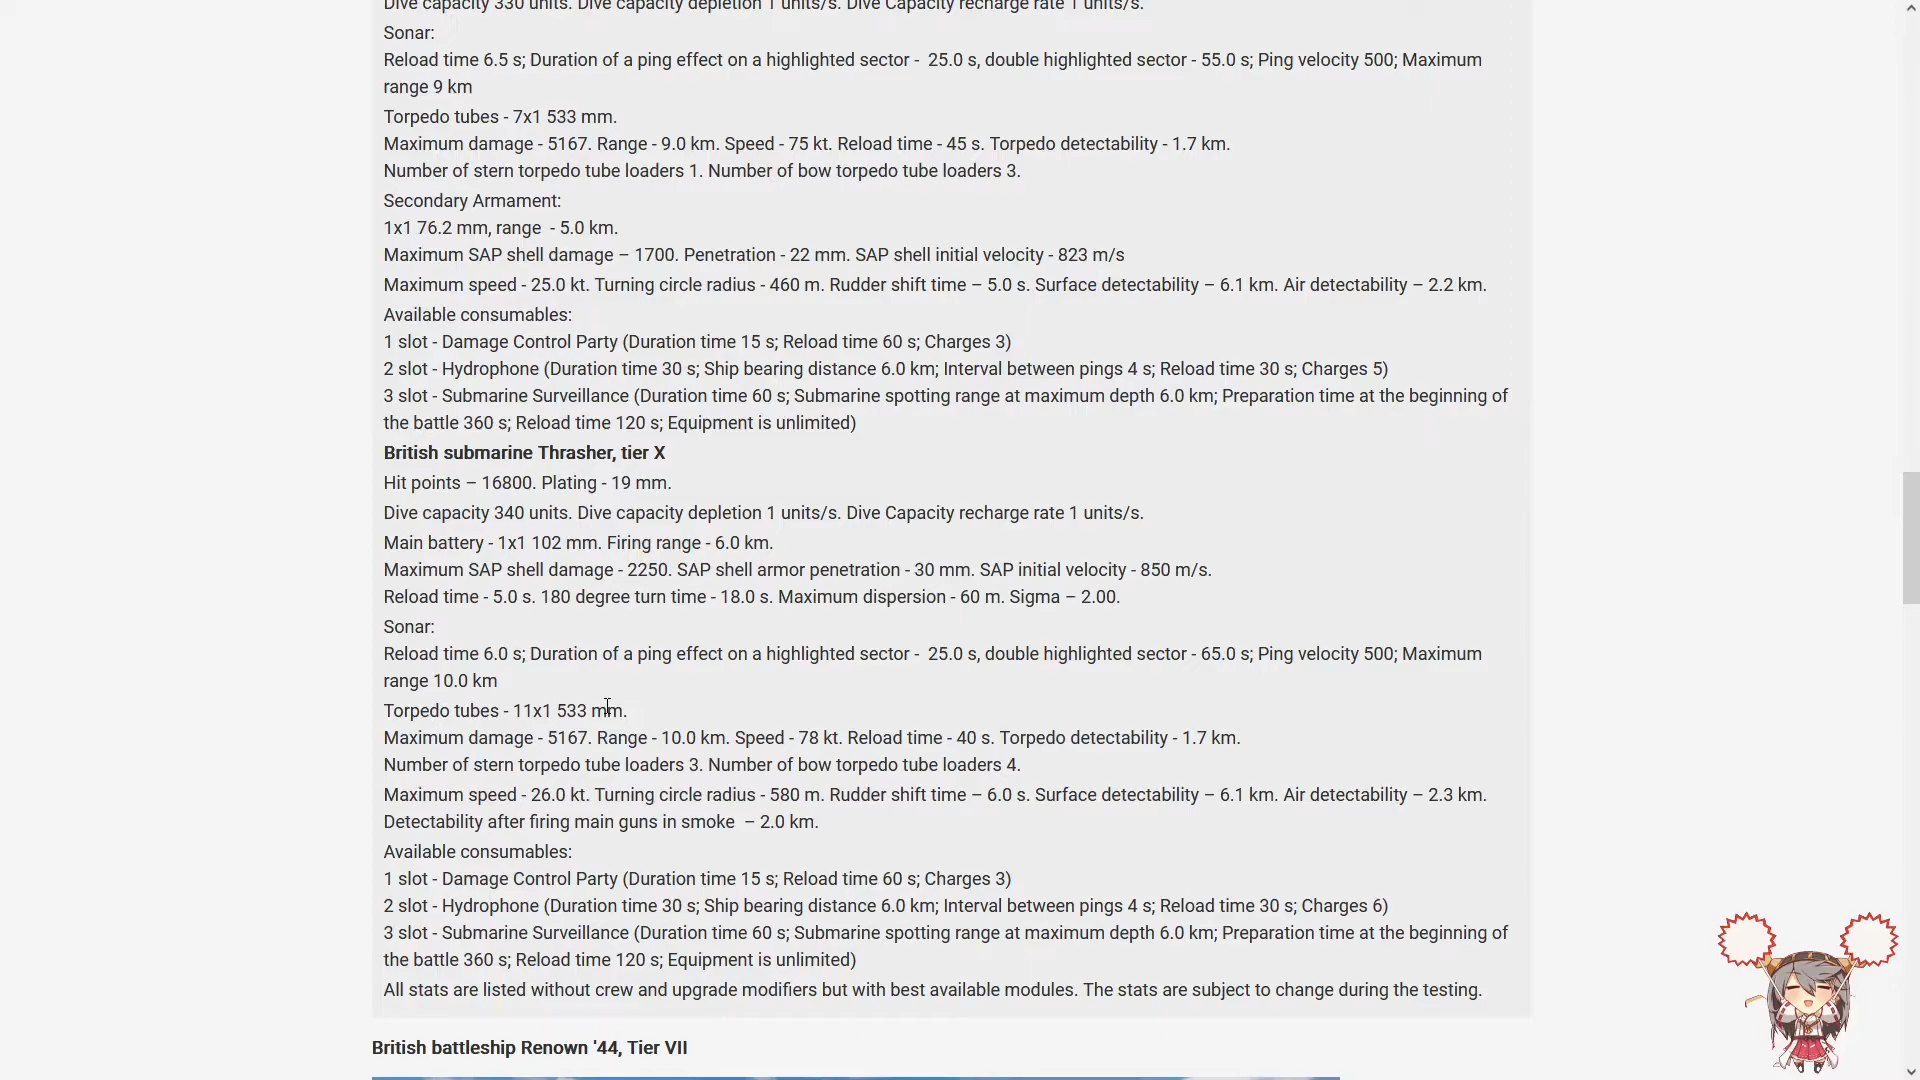 Dive capacity 330 units. Dive capacity depletion 1 units/s. Dive Capacity recharge rate 1 units/s.
Sonar:
Reload time 6.5 s; Duration of a ping effect on a highlighted sector -  25.0 s, double highlighted sector - 55.0 s; Ping velocity 500; Maximum
range 9 km
Torpedo tubes - 7x1 533 mm.
Maximum damage - 5167. Range - 9.0 km. Speed - 75 kt. Reload time - 45 s. Torpedo detectability - 1.7 km.
Number of stern torpedo tube loaders 1. Number of bow torpedo tube loaders 3.
Secondary Armament:
1x1 76.2 mm, range  - 5.0 km.
Maximum SAP shell damage – 1700. Penetration - 22 mm. SAP shell initial velocity - 823 m/s
Maximum speed - 25.0 kt. Turning circle radius - 460 m. Rudder shift time – 5.0 s. Surface detectability – 6.1 km. Air detectability – 2.2 km.
Available consumables:
1 slot - Damage Control Party (Duration time 15 s; Reload time 60 s; Charges 3)
2 slot - Hydrophone (Duration time 30 s; Ship bearing distance 6.0 km; Interval between pings 4 s; Reload time 30 s; Charges 5)
3 slot - Submarine Surveillance (Duration time 60 s; Submarine spotting range at maximum depth 6.0 km; Preparation time at the beginning of
the battle 360 s; Reload time 120 s; Equipment is unlimited)
British submarine Thrasher, tier X
Hit points – 16800. Plating - 19 mm.
Dive capacity 340 units. Dive capacity depletion 1 units/s. Dive Capacity recharge rate 1 units/s.
Main battery - 1x1 102 mm. Firing range - 6.0 km.
Maximum SAP shell damage - 2250. SAP shell armor penetration - 30 mm. SAP initial velocity - 850 m/s.
Reload time - 5.0 s. 180 degree turn time - 18.0 s. Maximum dispersion - 60 m. Sigma – 2.00.
Sonar:
Reload time 6.0 s; Duration of a ping effect on a highlighted sector -  25.0 s, double highlighted sector - 65.0 s; Ping velocity 500; Maximum
range 10.0 km
Torpedo tubes - 11x1 533 mm.
Maximum damage - 5167. Range - 10.0 km. Speed - 78 kt. Reload time - 40 s. Torpedo detectability - 1.7 km.
Number of stern torpedo tube loaders 3. Number of bow torpedo tube loaders 4.
Maximum speed - 26.0 kt. Turning circle radius - 580 m. Rudder shift time – 6.0 s. Surface detectability – 6.1 km. Air detectability – 2.3 km.
Detectability after firing main guns in smoke  – 2.0 km.
Available consumables:
1 slot - Damage Control Party (Duration time 15 s; Reload time 60 s; Charges 3)
2 slot - Hydrophone (Duration time 30 s; Ship bearing distance 6.0 km; Interval between pings 4 s; Reload time 30 s; Charges 6)
3 slot - Submarine Surveillance (Duration time 60 s; Submarine spotting range at maximum depth 6.0 km; Preparation time at the beginning of
the battle 360 s; Reload time 120 s; Equipment is unlimited)
All stats are listed without crew and upgrade modifiers but with best available modules. The stats are subject to change during the testing.
British battleship Renown '44, Tier VII